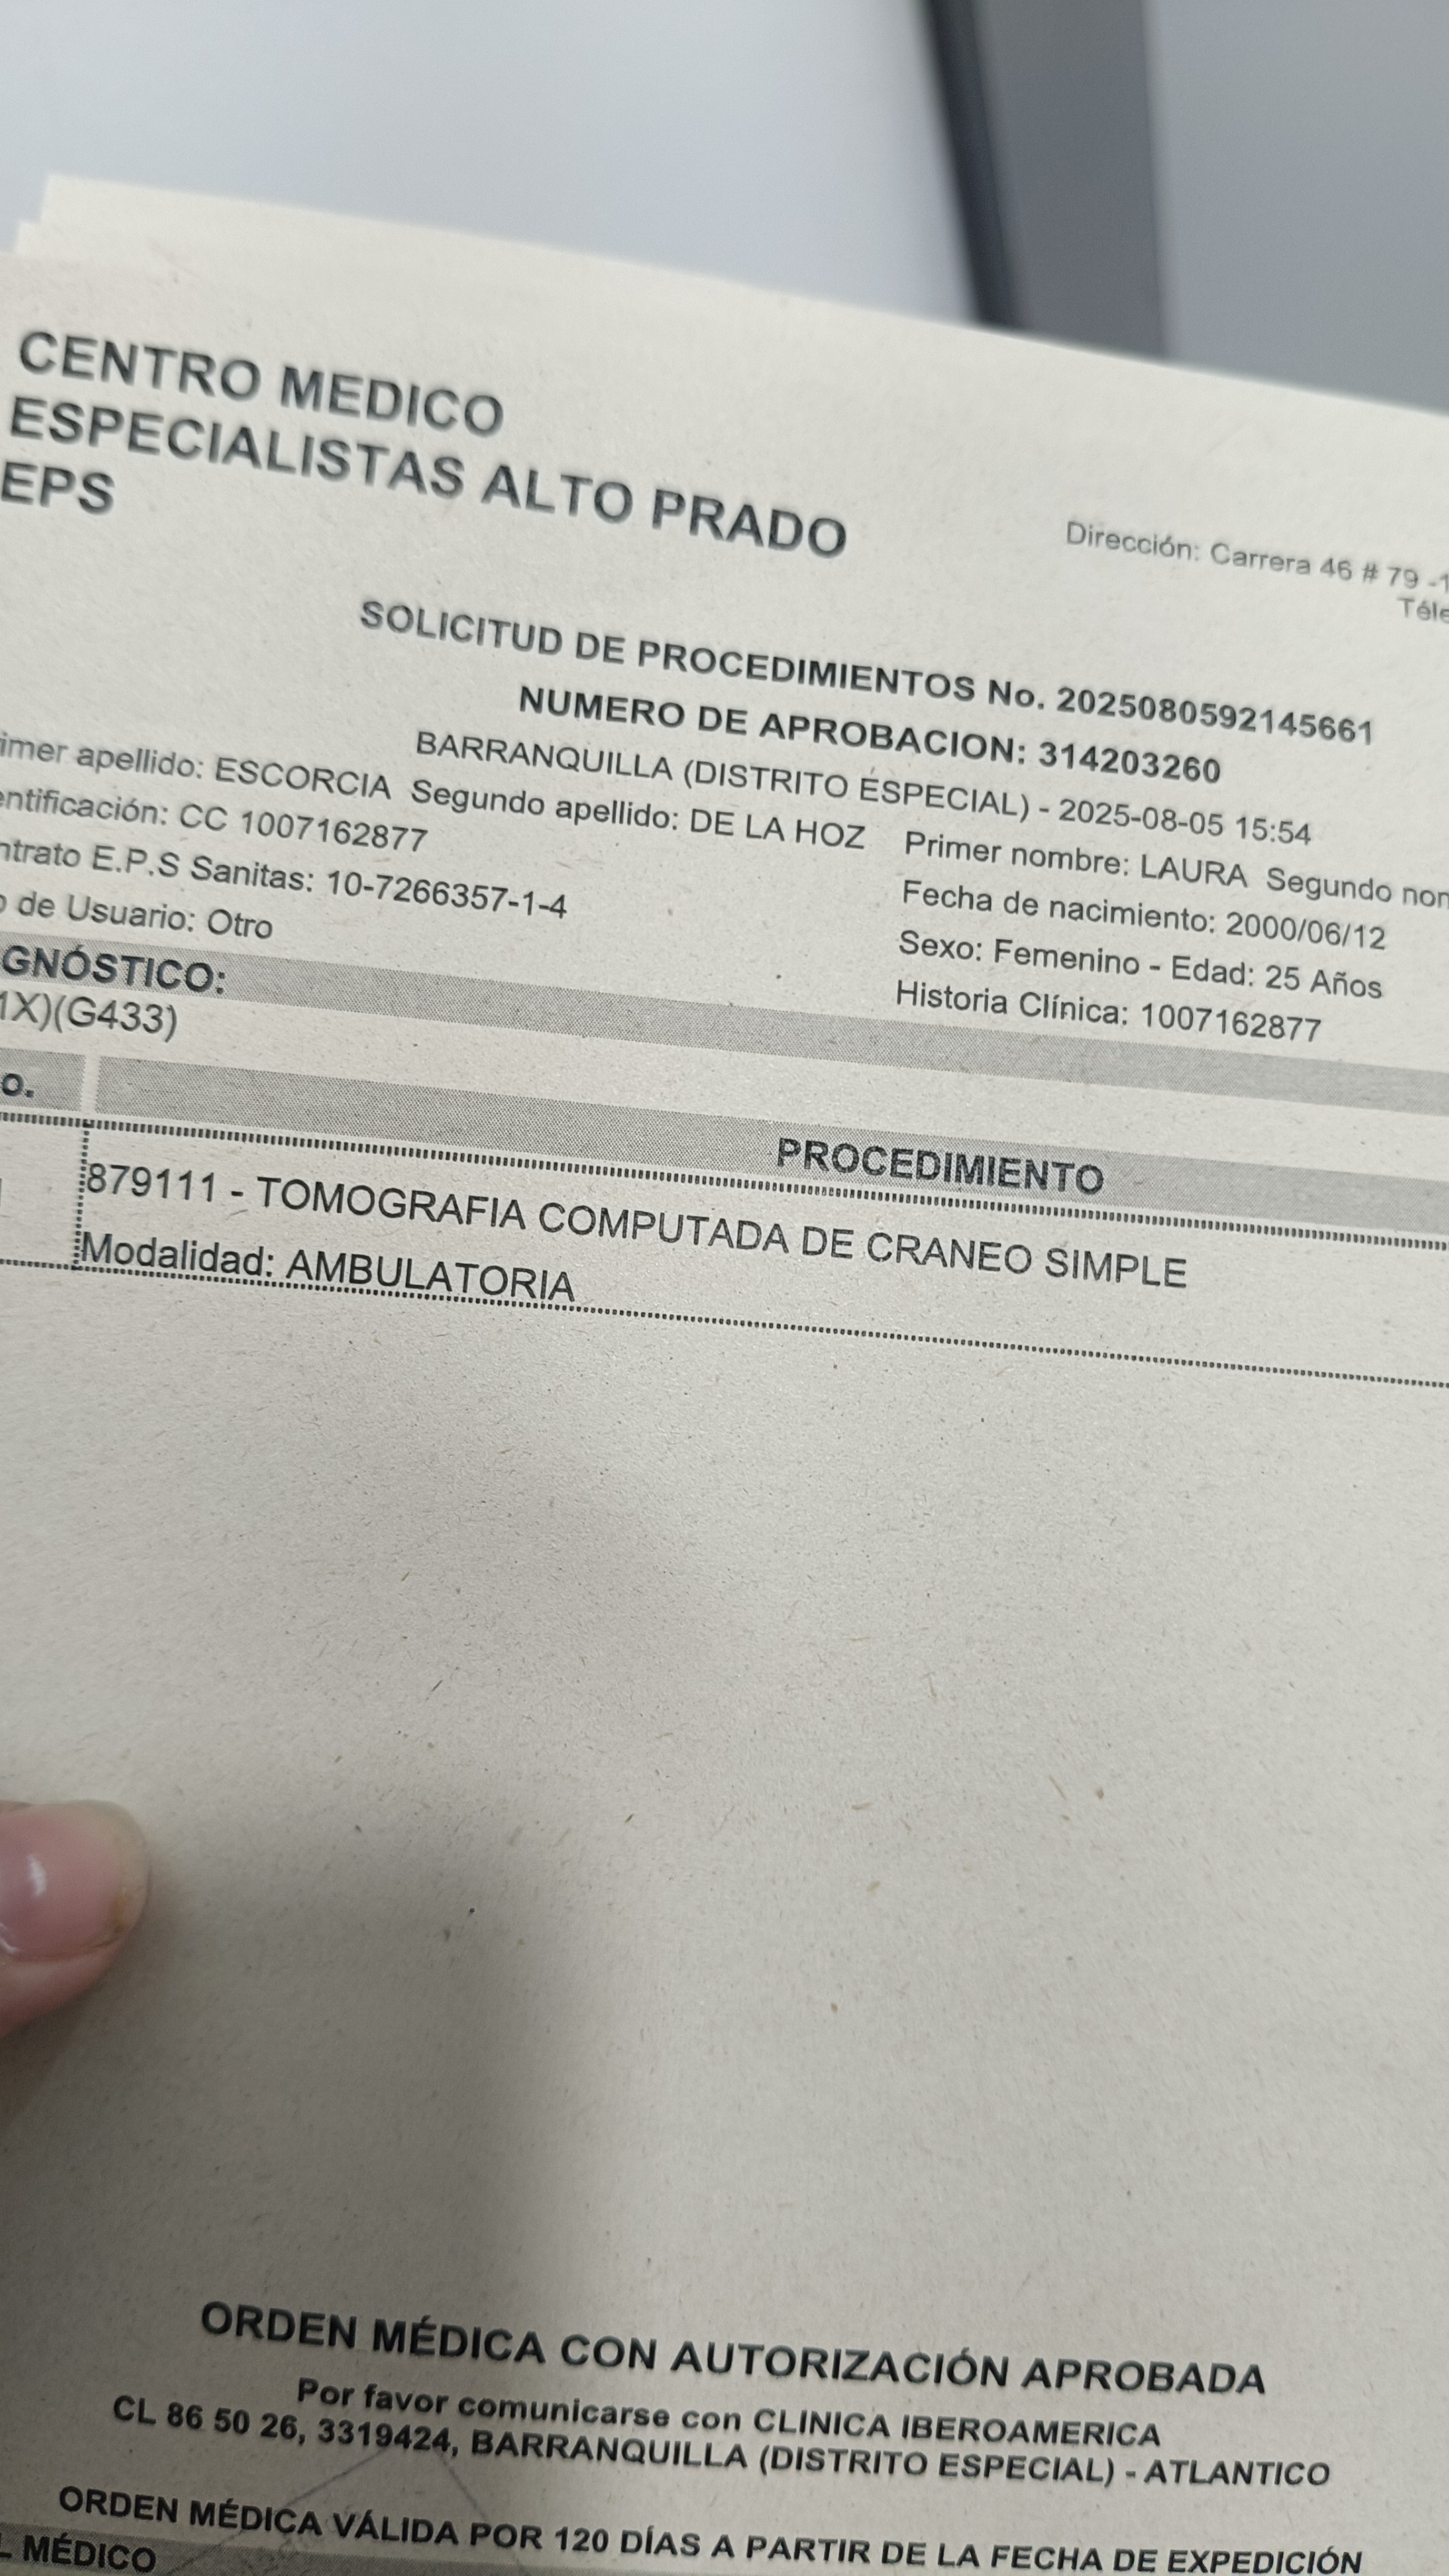 CENTRO MEDICO
ESPECIALISTAS ALTO PRADO
EPS
Dirección: Carrera 46 # 79 -1
Téle
SOLICITUD DE PROCEDIMIENTOS No. 2025080592145661
NUMERO DE APROBACION: 314203260
BARRANQUILLA (DISTRITO ESPECIAL) - 2025-08-05 15:54
imer apellido: ESCORCIA Segundo apellido: DE LA HOZ Primer nombre: LAURA Segundo nom
entificación: CC 1007162877 Fecha de nacimiento: 2000/06/12
ntrato E.P.S Sanitas: 10-7266357-1-4 Sexo: Femenino - Edad: 25 Años
o de Usuario: Otro Historia Clínica: 1007162877
GNÓSTICO:
1X)(G433)
o. PROCEDIMIENTO
879111 - TOMOGRAFIA COMPUTADA DE CRANEO SIMPLE
Modalidad: AMBULATORIA
ORDEN MÉDICA CON AUTORIZACIÓN APROBADA
Por favor comunicarse con CLINICA IBEROAMERICA
CL 86 50 26, 3319424, BARRANQUILLA (DISTRITO ESPECIAL) - ATLANTICO
ORDEN MÉDICA VÁLIDA POR 120 DÍAS A PARTIR DE LA FECHA DE EXPEDICIÓN
L MÉDICO